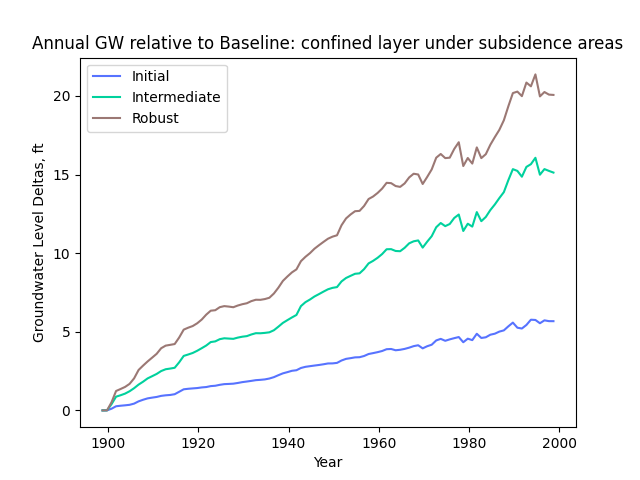 Annual GW relative to Baseline: confined layer under subsidence areas
Initial
Intermediate
Robust
Groundwater Level Deltas, ft
20
15
10
5
0
1900 1920 1940 1960 1980 2000
Year